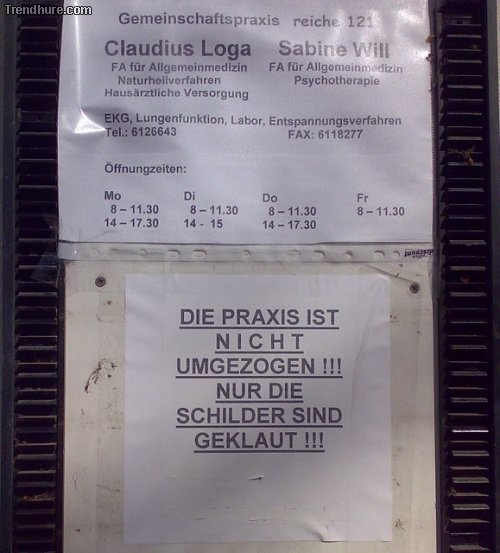 Trendhure.com
Gemeinschaftspraxis reiche 121
Claudius Loga Sabine Will
FA für Allgemeinmedizin FA für Allgemeinmedizin
Naturheilverfahren Psychotherapie
Hausärztliche Versorgung
EKG, Lungenfunktion, Labor, Entspannungsverfahren
Tel.: 6126643 FAX: 6118277
Öffnungzeiten:
Mo Di Do Fr
8 – 11.30 8 – 11.30 8 – 11.30 8 – 11.30
14 – 17.30 14 - 15 14 – 17.30
discount
DIE PRAXIS IST
N I C H T
UMGEZOGEN !!!
NUR DIE
SCHILDER SIND
GEKLAUT !!!